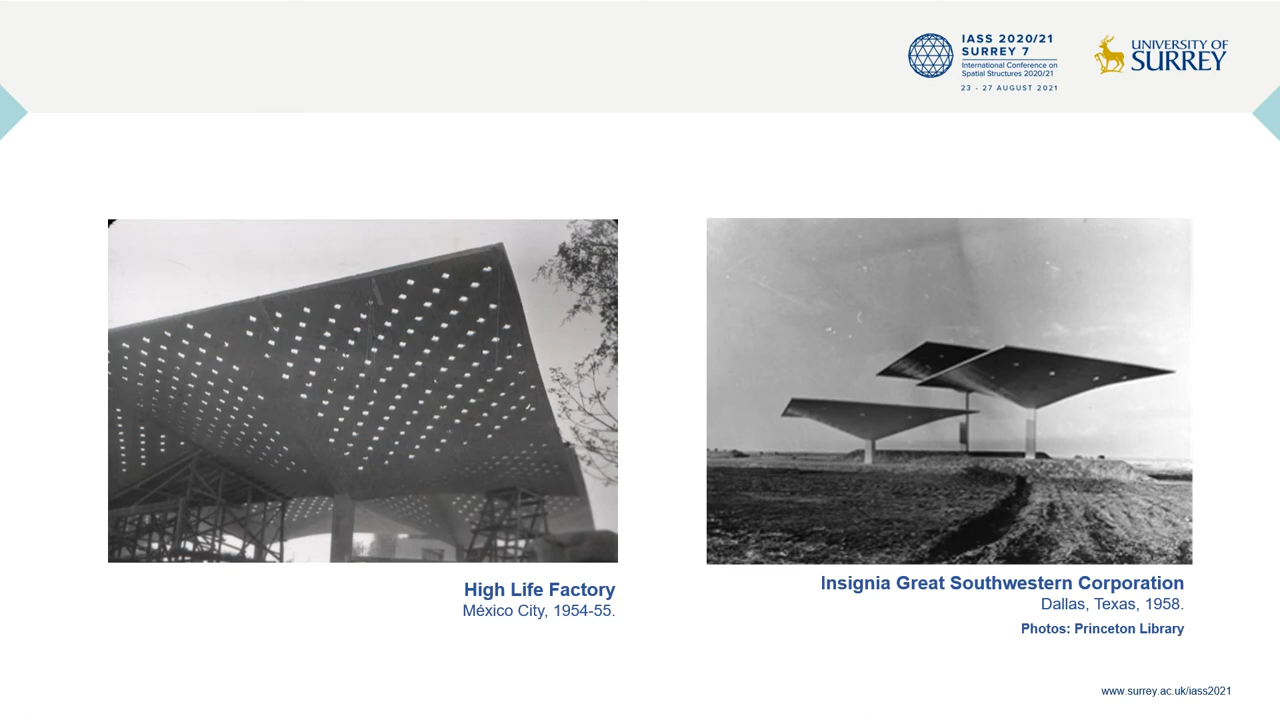 IASS 2020/21
SURREY 7
International Conference on
Spatial Structures 2020/21
23 - 27 AUGUST 2021
UNIVERSITY OF
SURREY
High Life Factory
México City, 1954-55.
Insignia Great Southwestern Corporation
Dallas, Texas, 1958.
Photos: Princeton Library
www.surrey.ac.uk/iass2021